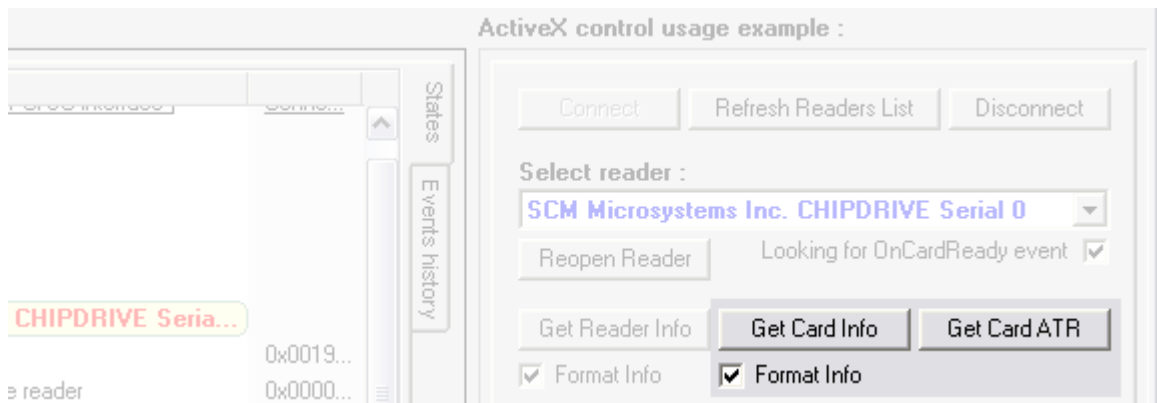 ActiveX control usage example :
States
Conne...
Connect
Refresh Readers List
Disconnect
Select reader :
SCM Microsystems Inc. CHIPDRIVE Serial 0
Events history
Reopen Reader
Looking for OnCardReady event
CHIPDRIVE Seria...
Get Reader Info
Get Card Info
Get Card ATR
0x0019...
Format Info
Format Info
e reader
0x0000...